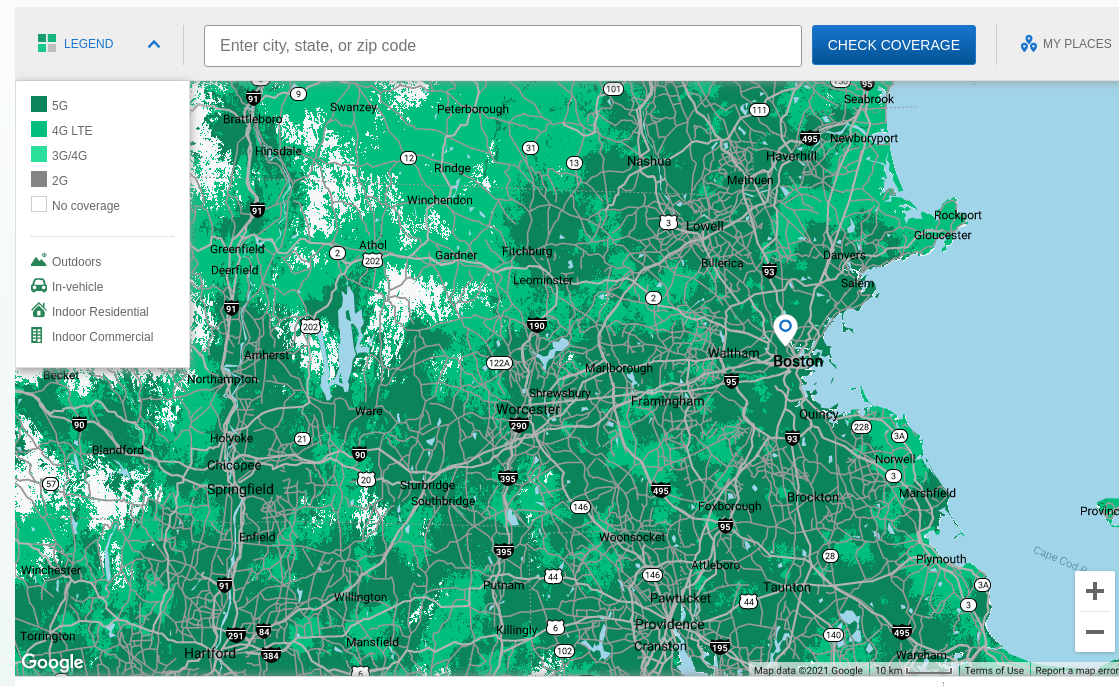 LEGEND
Enter city, state, or zip code
CHECK COVERAGE
MY PLACES
5G
4G LTE
3G/4G
2G
No coverage
Outdoors
In-vehicle
Indoor Residential
Indoor Commercial
101
95
91
9
Swanzey
Peterborough
111
Seabrook
Brattleboro
495
Newburyport
Hinsdale
12
31
13
Nashua
Haverhill
Rindge
Methuen
Winchendon
91
3
Lowell
Rockport
Gloucester
Greenfield
2
Athol
202
Gardner
Fitchburg
Billerica
93
Danvers
Deerfield
Leominster
Salem
91
2
202
190
Amherst
122A
Waltham
Boston
Marlborough
Becket
Northampton
95
Shrewsbury
Framingham
Ware
Worcester
290
Quincy
228
3A
90
Blandford
Holyoke
21
90
93
Chicopee
Norwell
57
Springfield
20
Sturbridge
395
495
3
Southbridge
Brockton
Marshfield
146
Foxborough
Provinc
95
Enfield
Woonsocket
395
28
Plymouth
Cape Cod B
Winchester
Attleboro
91
Putnam
44
146
Taunton
3A
Willington
Pawtucket
44
3
Torrington
291
84
Killingly
6
Providence
140
495
Mansfield
Cranston
195
Hartford
384
102
Wareham
6
Google
Map data ©2021 Google
10 km
Terms of Use
Report a map error